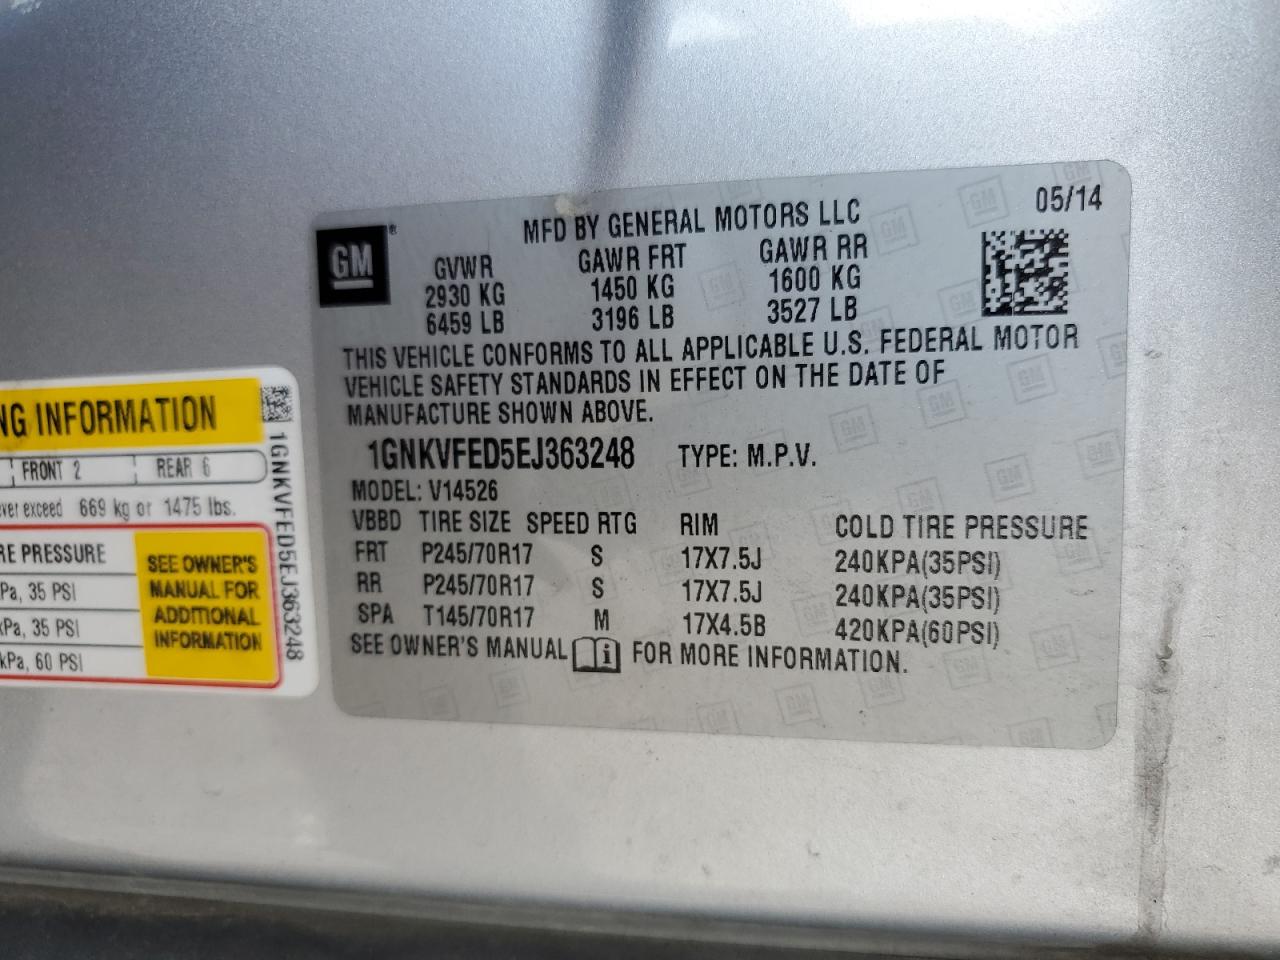 GM®
MFD BY GENERAL MOTORS LLC
05/14
GVWR GAWR FRT GAWR RR
2930 KG 1450 KG 1600 KG
6459 LB 3196 LB 3527 LB
THIS VEHICLE CONFORMS TO ALL APPLICABLE U.S. FEDERAL MOTOR
VEHICLE SAFETY STANDARDS IN EFFECT ON THE DATE OF
MANUFACTURE SHOWN ABOVE.
1GNKVFED5EJ363248 TYPE: M.P.V.
MODEL: V14526
VBBD TIRE SIZE SPEED RTG RIM COLD TIRE PRESSURE
FRT P245/70R17 S 17X7.5J 240KPA(35PSI)
RR P245/70R17 S 17X7.5J 240KPA(35PSI)
SPA T145/70R17 M 17X4.5B 420KPA(60PSI)
SEE OWNER'S MANUAL i FOR MORE INFORMATION.
NG INFORMATION
FRONT 2 REAR 6
ver exceed 669 kg or 1475 lbs.
RE PRESSURE
Pa, 35 PSI
kPa, 35 PSI
kPa, 60 PSI
SEE OWNER'S
MANUAL FOR
ADDITIONAL
INFORMATION
1GNKVFED5EJ363248